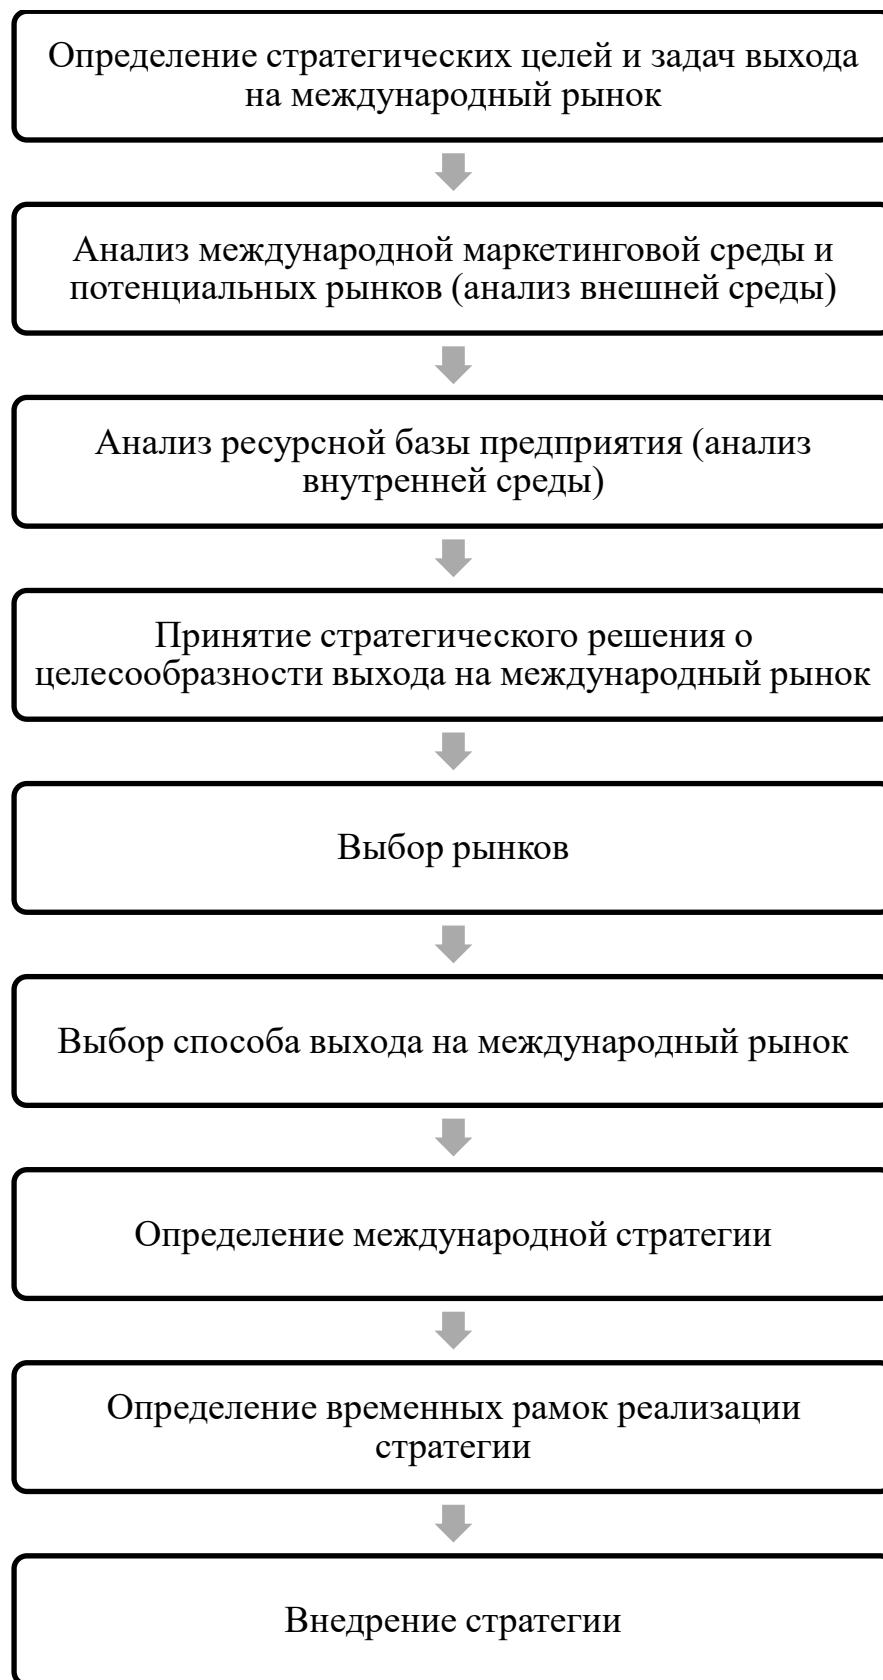 Определение стратегических целей и задач выхода
на международный рынок
Анализ международной маркетинговой среды и
потенциальных рынков (анализ внешней среды)
Анализ ресурсной базы предприятия (анализ
внутренней среды)
Принятие стратегического решения о
целесообразности выхода на международный рынок
Выбор рынков
Выбор способа выхода на международный рынок
Определение международной стратегии
Определение временных рамок реализации
стратегии
Внедрение стратегии